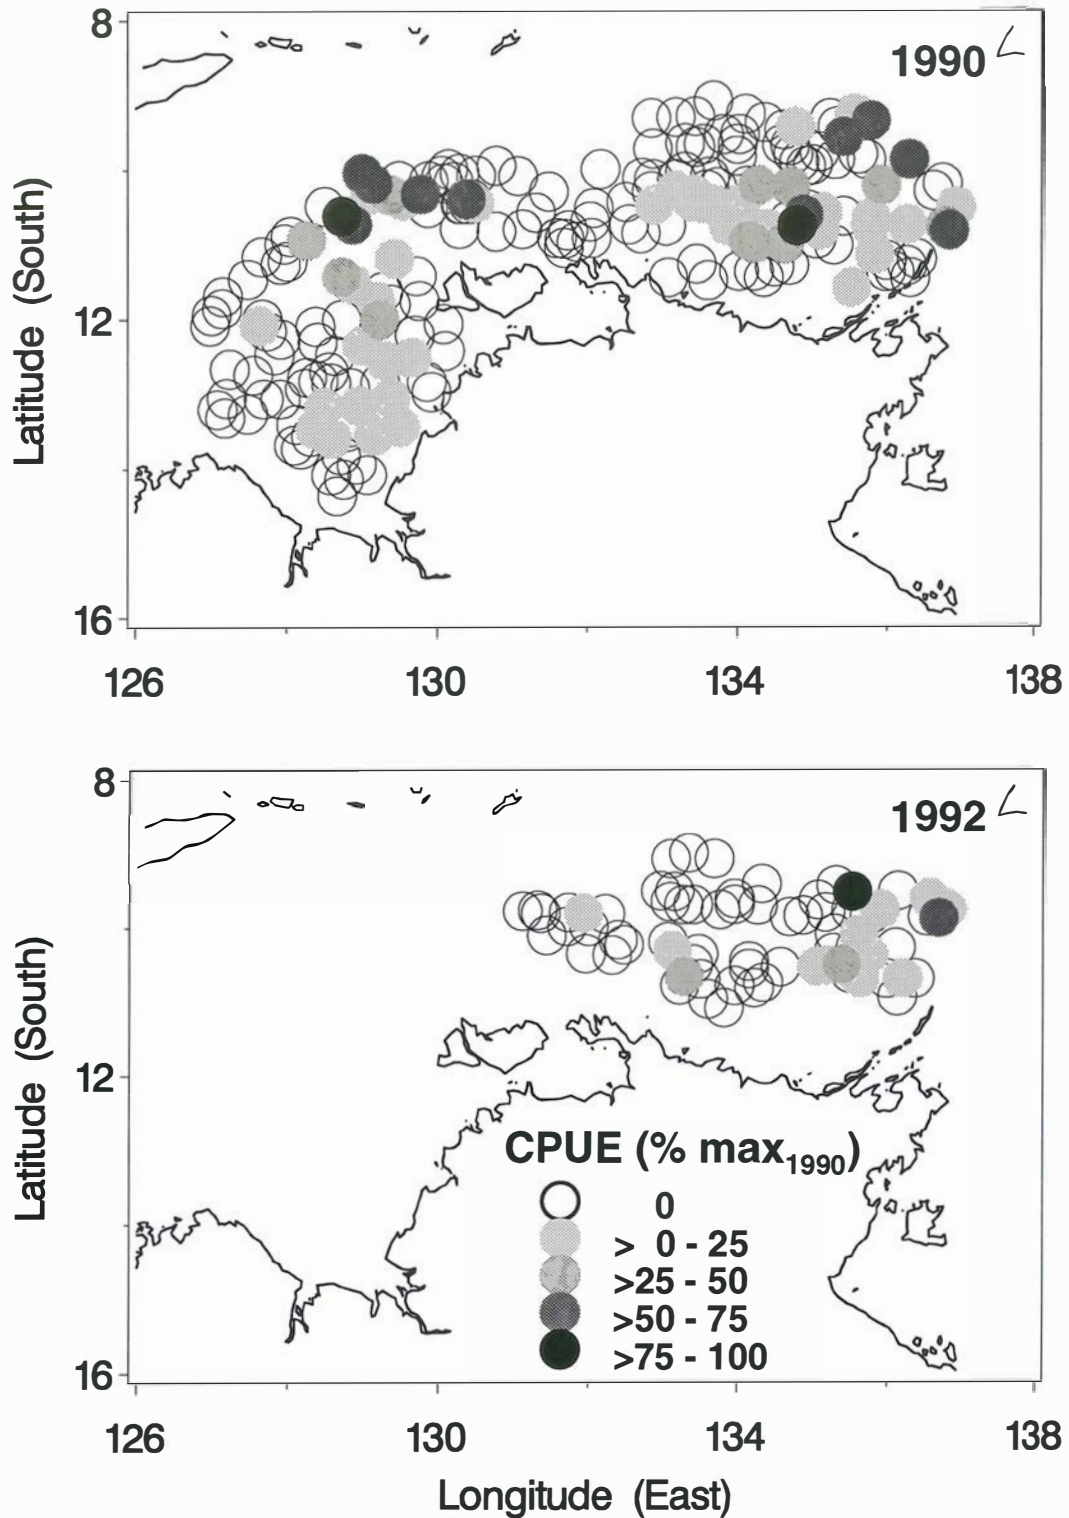 8
1990
12
16
126 130 134 138
Latitude (South)
8
1992
12
16
CPUE (% max1990)
0
> 0 - 25
>25 - 50
>50 - 75
>75 - 100
126 130 134 138
Latitude (South)
Longitude (East)